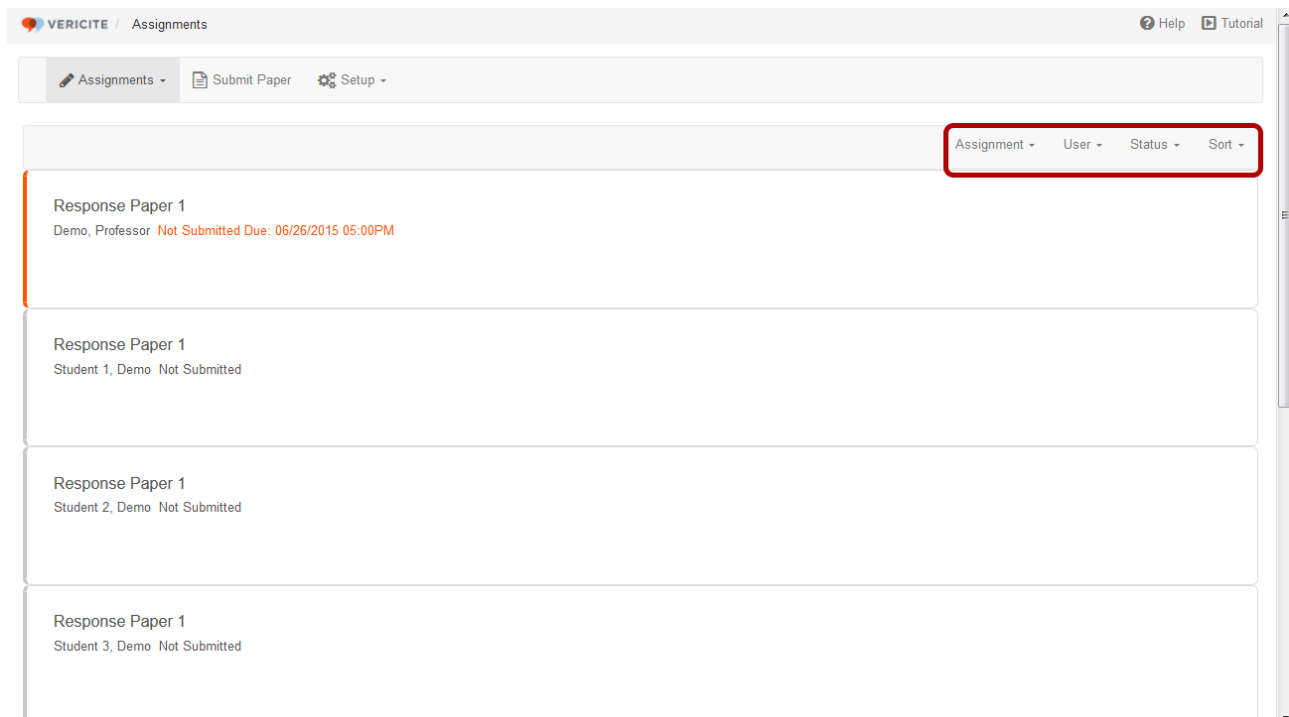 VERICITE / Assignments Help Tutorial
Assignments Submit Paper Setup
Assignment User Status Sort
Response Paper 1
Demo, Professor Not Submitted Due: 06/26/2015 05:00PM
Response Paper 1
Student 1, Demo Not Submitted
Response Paper 1
Student 2, Demo Not Submitted
Response Paper 1
Student 3, Demo Not Submitted